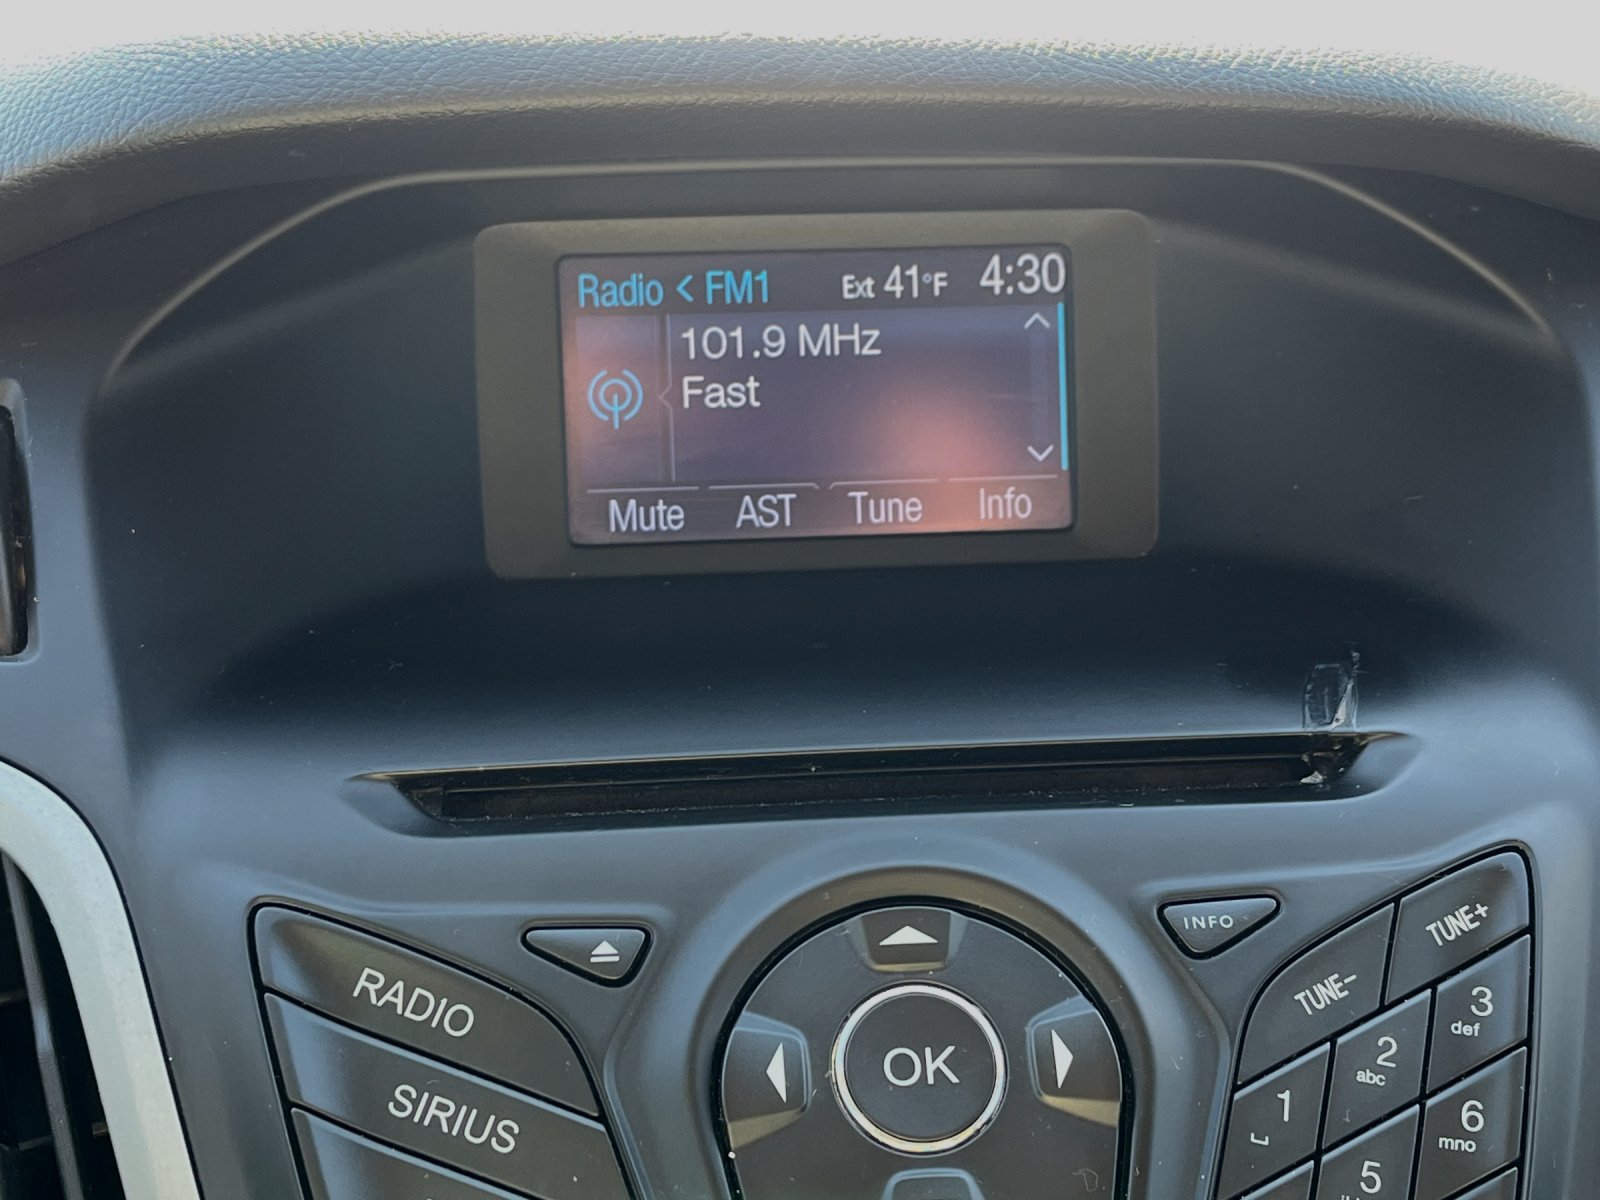 Radio < FM1 Ext 41°F 4:30
101.9 MHz
Fast
Mute AST Tune Info
RADIO
SIRIUS
OK
INFO
TUNE- TUNE+
1 2 abc 3 def
5 6 mno